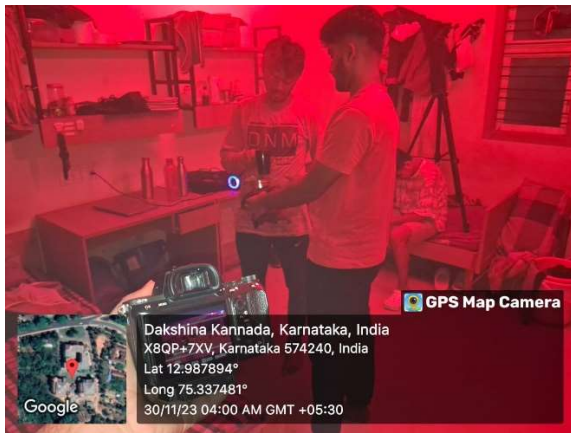 DNM
GPS Map Camera
Dakshina Kannada, Karnataka, India
X8QP+7XV, Karnataka 574240, India
Lat 12.987894°
Long 75.337481°
30/11/23 04:00 AM GMT +05:30
Google